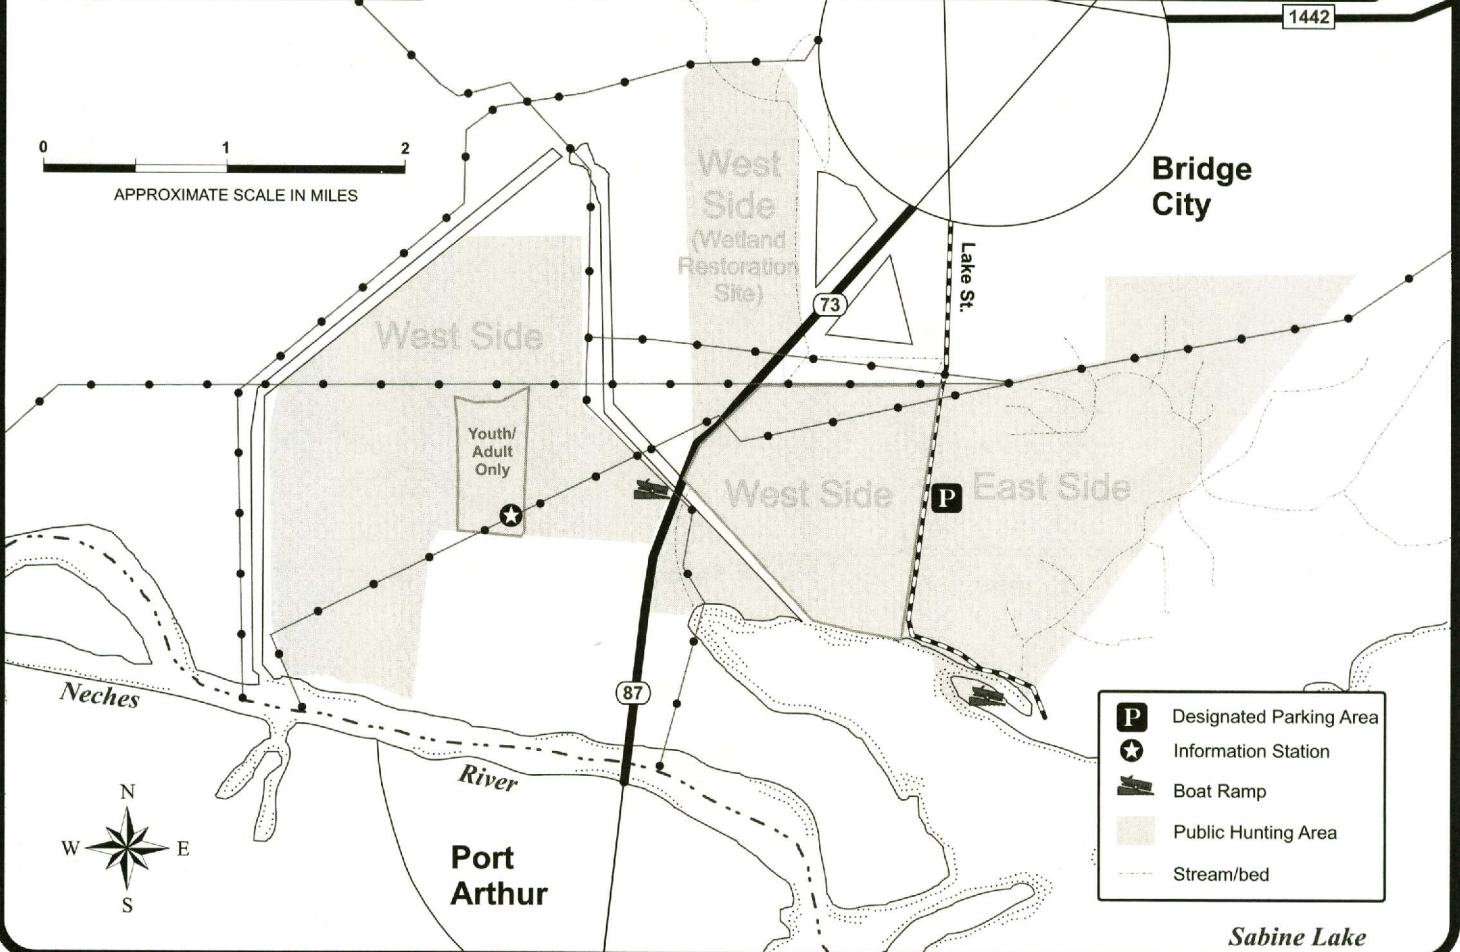 1442
0 1 2
APPROXIMATE SCALE IN MILES
West
Side
(Wetland
Restoration
Site)
Bridge
City
Lake St.
73
West Side
Youth/
Adult
Only
West Side
P
East Side
Neches
River
87
N
W E
S
Port
Arthur
P Designated Parking Area
Information Station
Boat Ramp
Public Hunting Area
Stream/bed
Sabine Lake